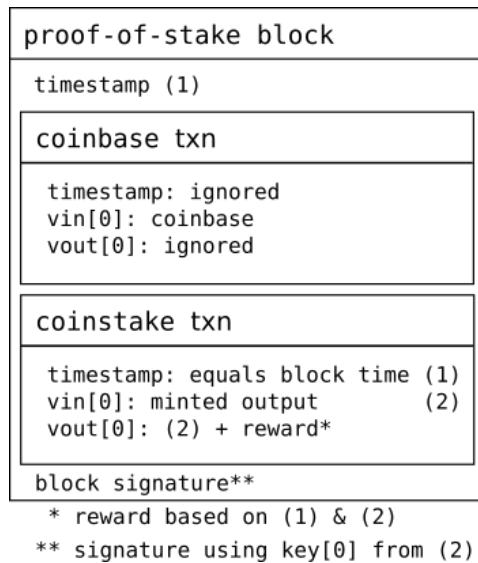 proof-of-stake block
timestamp (1)
coinbase txn
timestamp: ignored
vin[0]: coinbase
vout[0]: ignored
coinstake txn
timestamp: equals block time (1)
vin[0]: minted output (2)
vout[0]: (2) + reward*
block signature**
* reward based on (1) & (2)
** signature using key[0] from (2)